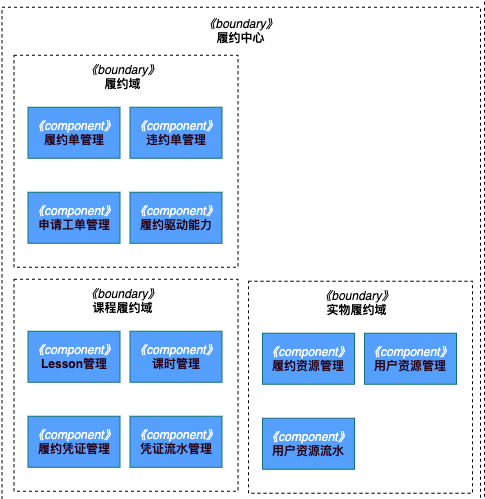 《boundary》
履约中心
《boundary》
履约域
《component》
履约单管理
《component》
违约单管理
《component》
申请工单管理
《component》
履约驱动能力
《boundary》
课程履约域
《component》
Lesson管理
《component》
课时管理
《component》
履约凭证管理
《component》
凭证流水管理
《boundary》
实物履约域
《component》
履约资源管理
《component》
用户资源管理
《component》
用户资源流水